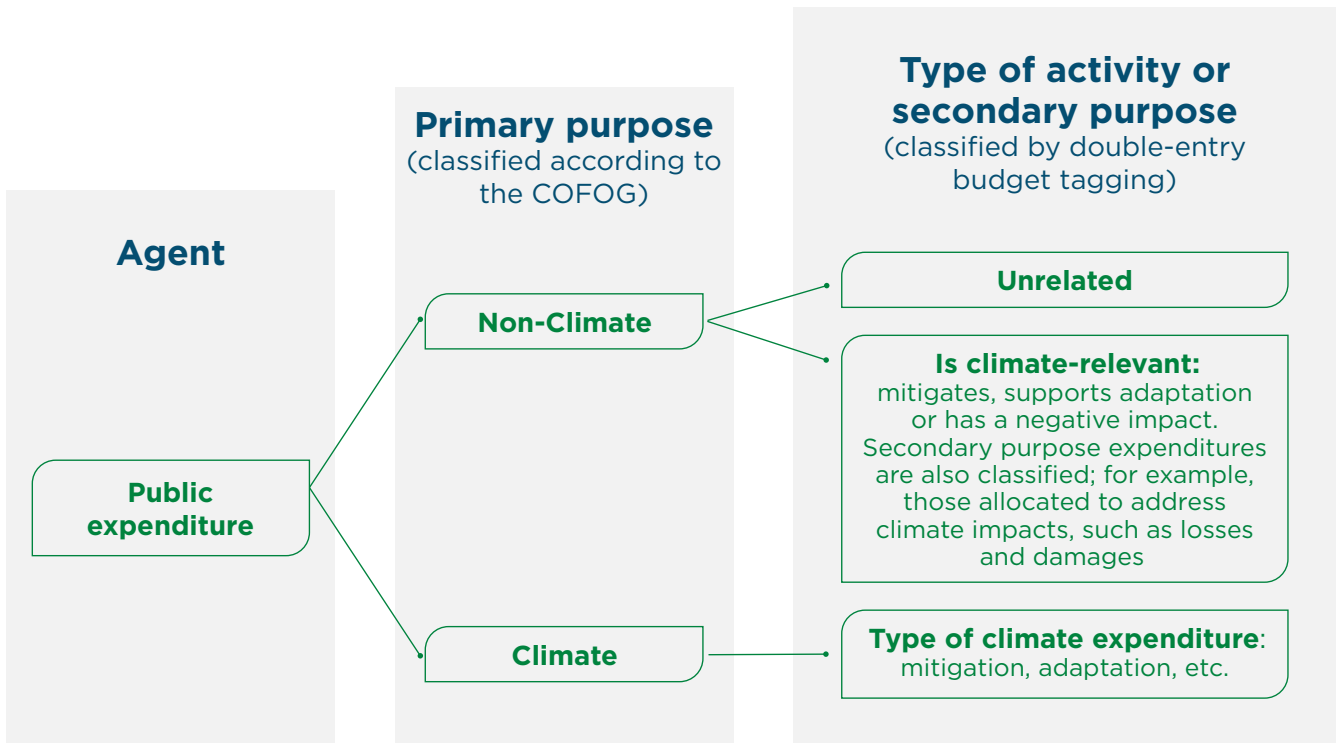 Agent
Public
expenditure
Primary purpose
(classified according to
the COFOG)
Non-Climate
Climate
Type of activity or
secondary purpose
(classified by double-entry
budget tagging)
Unrelated
Is climate-relevant:
mitigates, supports adaptation
or has a negative impact.
Secondary purpose expenditures
are also classified; for example,
those allocated to address
climate impacts, such as losses
and damages
Type of climate expenditure:
mitigation, adaptation, etc.